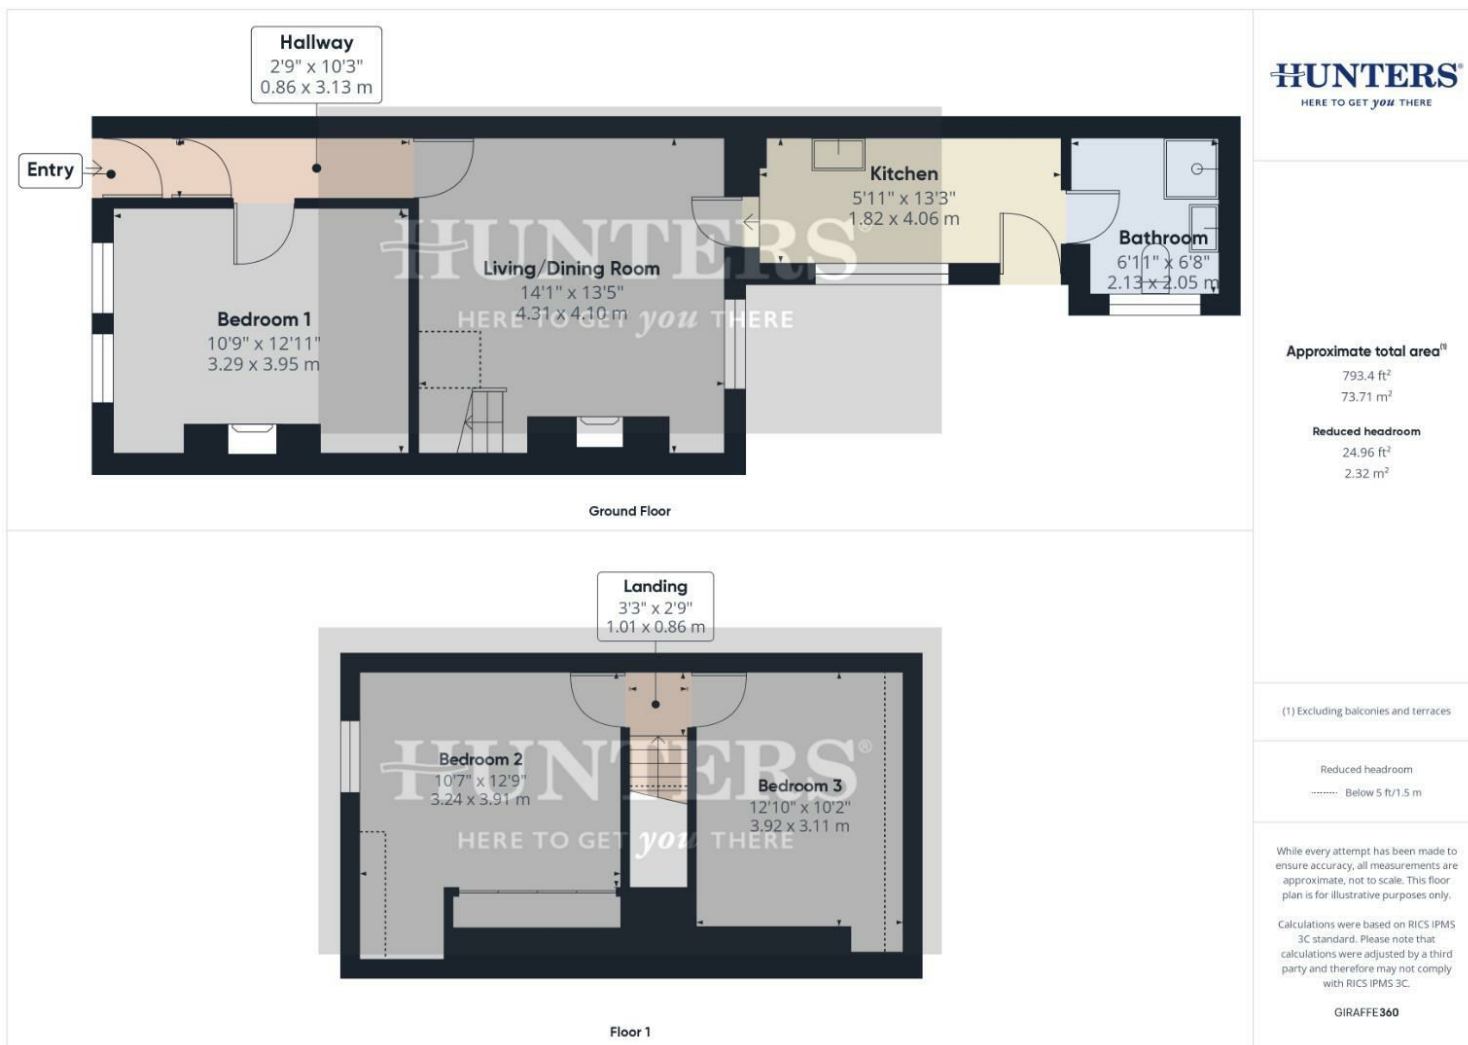 Hallway
2'9" x 10'3"
0.86 x 3.13 m
Entry
Kitchen
5'11" x 13'3"
1.82 x 4.06 m
Bathroom
6'11" x 6'8"
2.13 x 2.05 m
HUNTERS®
Living/Dining Room
14'1" x 13'5"
4.31 x 4.10 m
HERE TO GET you THERE
Bedroom 1
10'9" x 12'11"
3.29 x 3.95 m
Ground Floor
Landing
3'3" x 2'9"
1.01 x 0.86 m
HUNTERS®
Bedroom 2
10'7" x 12'9"
3.24 x 3.91 m
Bedroom 3
12'10" x 10'2"
3.92 x 3.11 m
HERE TO GET you THERE
Floor 1
HUNTERS®
HERE TO GET you THERE
Approximate total area⁽¹⁾
793.4 ft²
73.71 m²
Reduced headroom
24.96 ft²
2.32 m²
(1) Excluding balconies and terraces
Reduced headroom
Below 5 ft/1.5 m
While every attempt has been made to
ensure accuracy, all measurements are
approximate, not to scale. This floor
plan is for illustrative purposes only.
Calculations were based on RICS IPMS
3C standard. Please note that
calculations were adjusted by a third
party and therefore may not comply
with RICS IPMS 3C.
GIRAFFE360